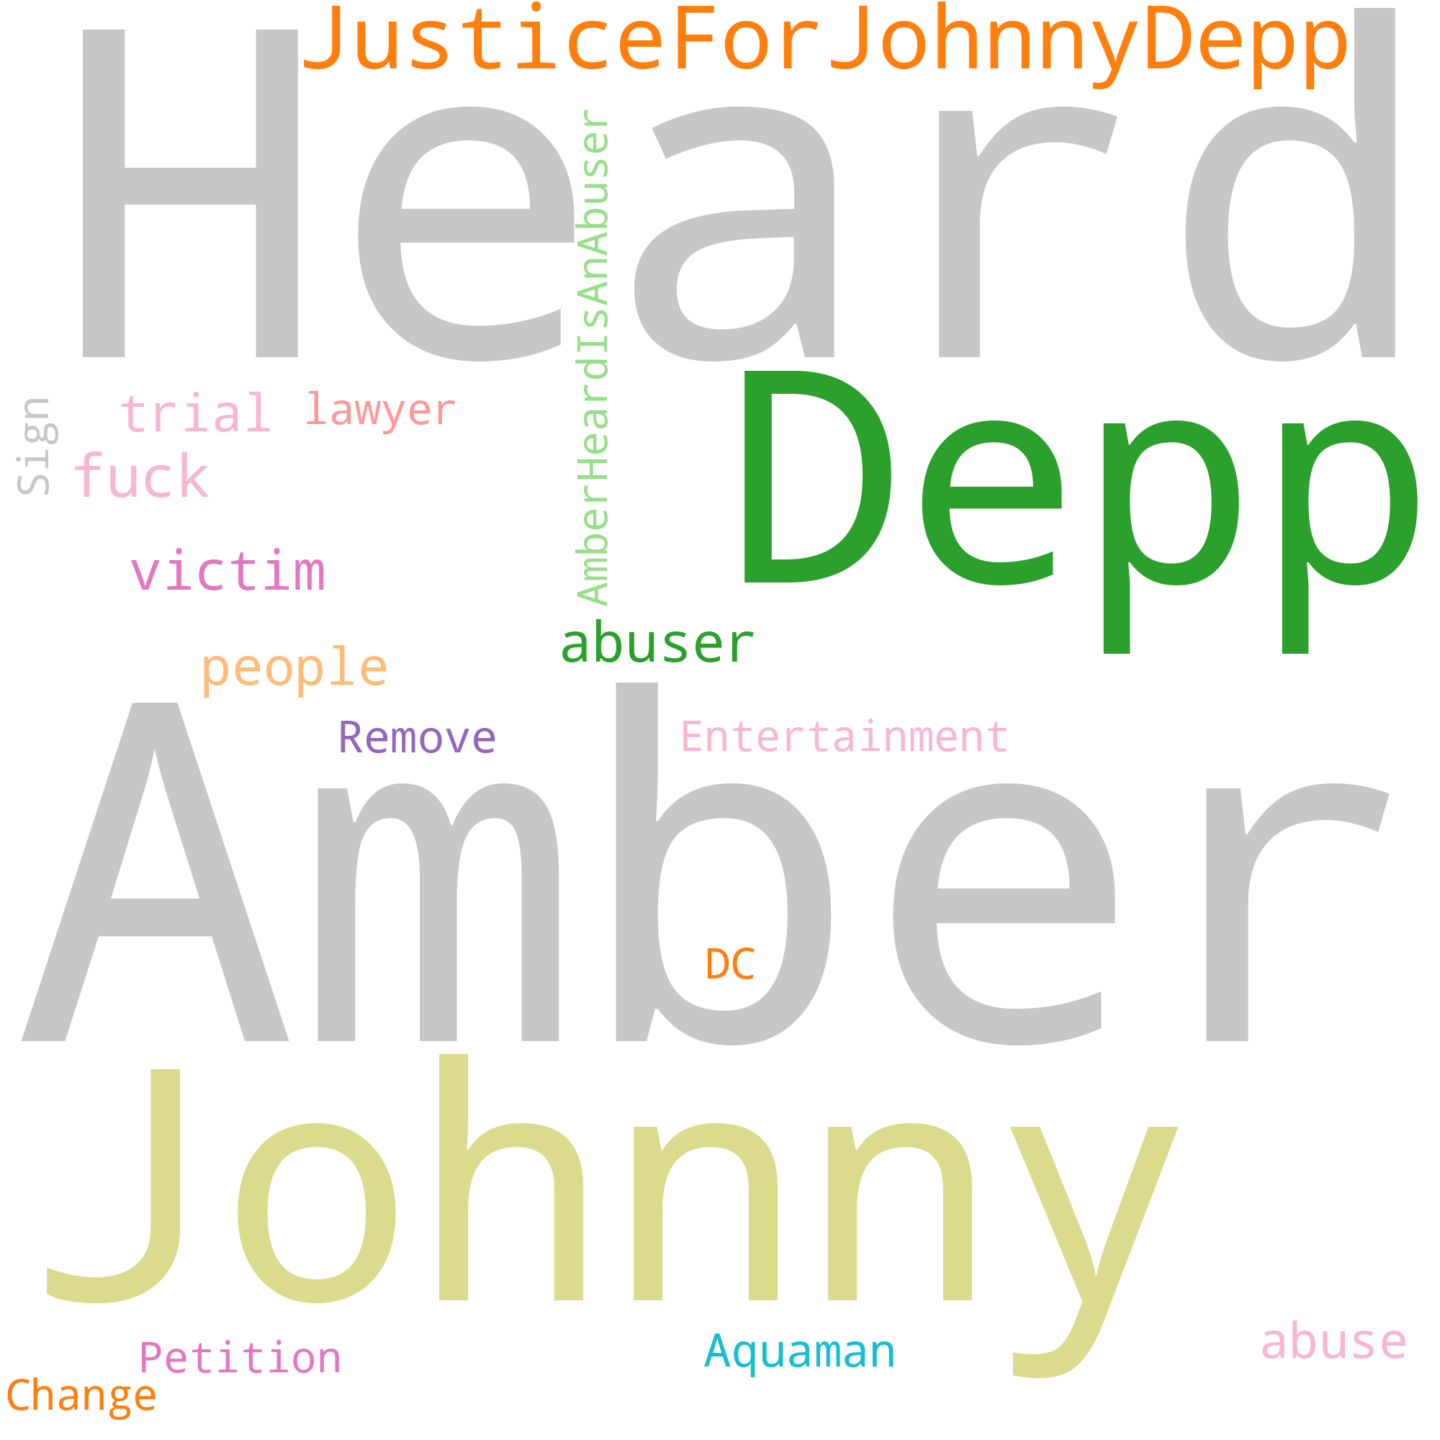 JusticeForJohnnyDepp
Heard
AmberHeardIsAnAbuser
Depp
Sign
trial
lawyer
fuck
victim
abuser
people
Remove
Entertainment
Amber
DC
Johnny
Petition
Aquaman
abuse
Change